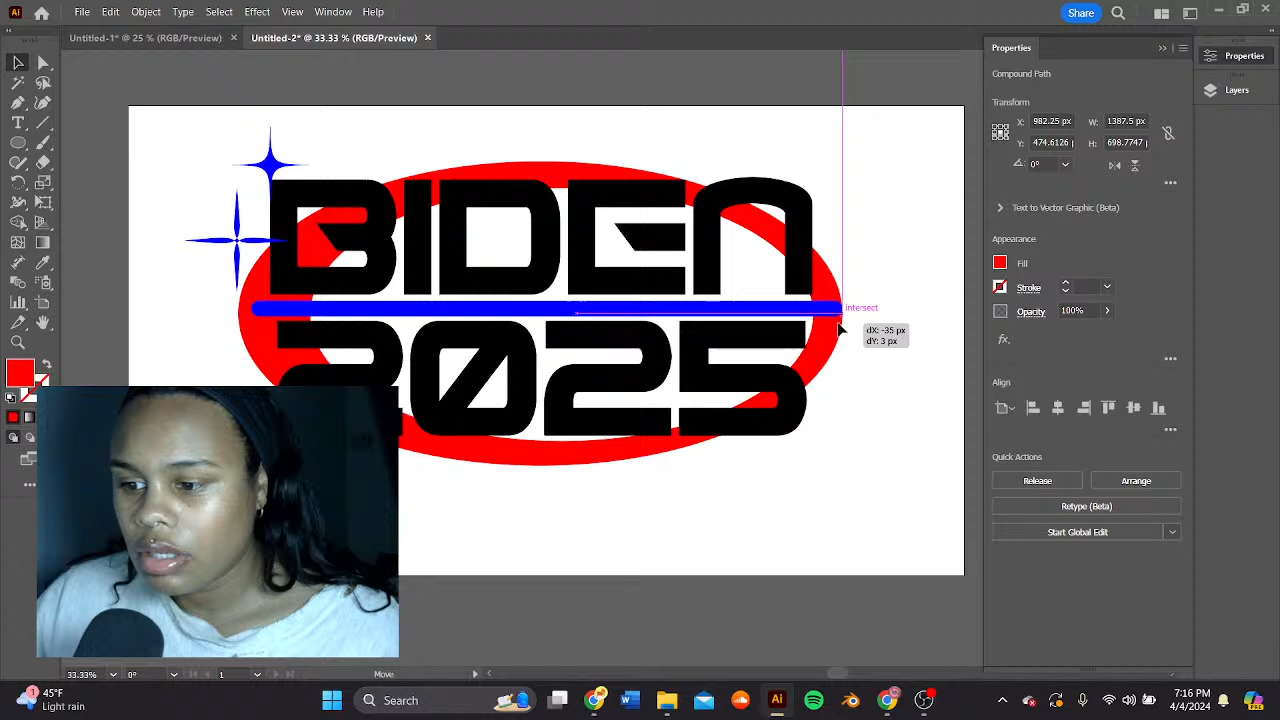 File Edit Object Type Select Effect View Window Help
Share
Untitled-1* @ 25 % (RGB/Preview) ×
Untitled-2* @ 33.33 % (RGB/Preview) ×
Properties
Properties
Layers
Compound Path
Transform
X: 982.25 px W: 1387.5 px
Y: 474.6126 H: 698.7747
0°
Text to Vector Graphic (Beta)
Appearance
Fill
Stroke
Opacity 100%
fx.
Align
Quick Actions
Release Arrange
Retype (Beta)
Start Global Edit
BIDEN
2025
intersect
dX: -35 px
dY: 3 px
33.33% 0° 1 Move
1 45°F
Light rain
Search
7:16 PM
4/4/2024